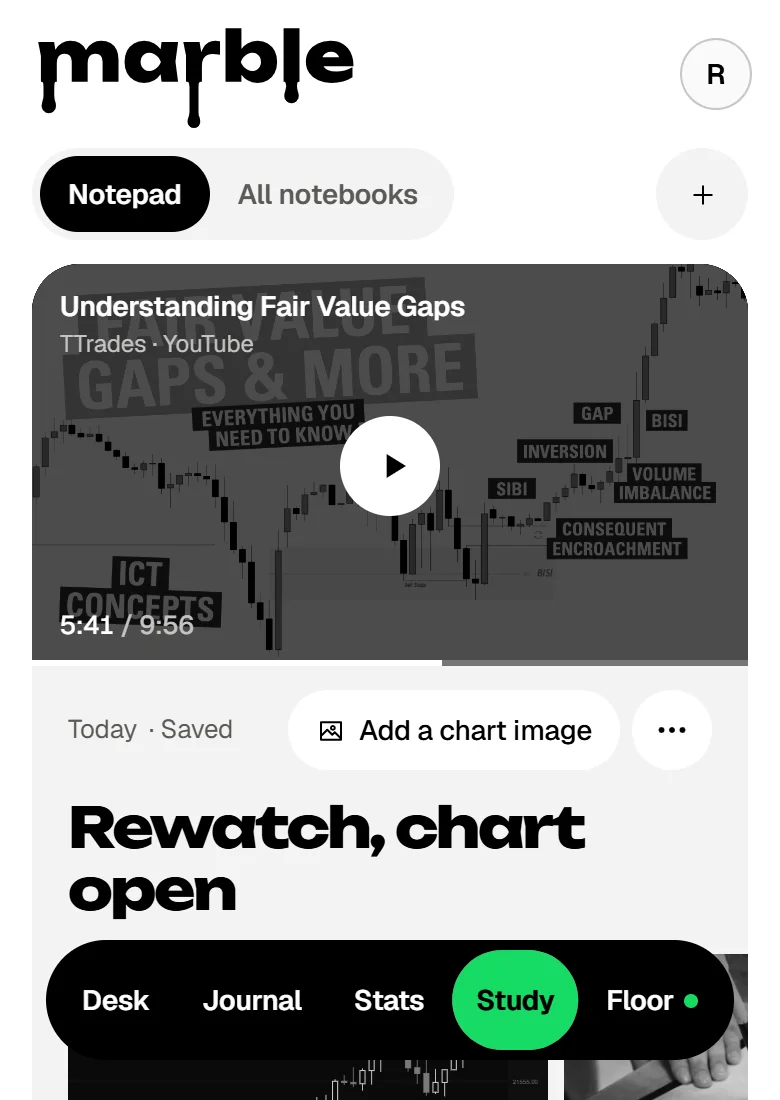 marble
R
Notepad
All notebooks
+
Understanding Fair Value Gaps
TTrades · YouTube
FAIR VALUE
GAPS & MORE
EVERYTHING YOU
NEED TO KNOW
GAP
BISI
INVERSION
VOLUME
IMBALANCE
SIBI
CONSEQUENT
ENCROACHMENT
BISI
ICT
CONCEPTS
5:41 / 9:56
Today · Saved
Add a chart image
Rewatch, chart
open
Desk
Journal
Stats
Study
Floor